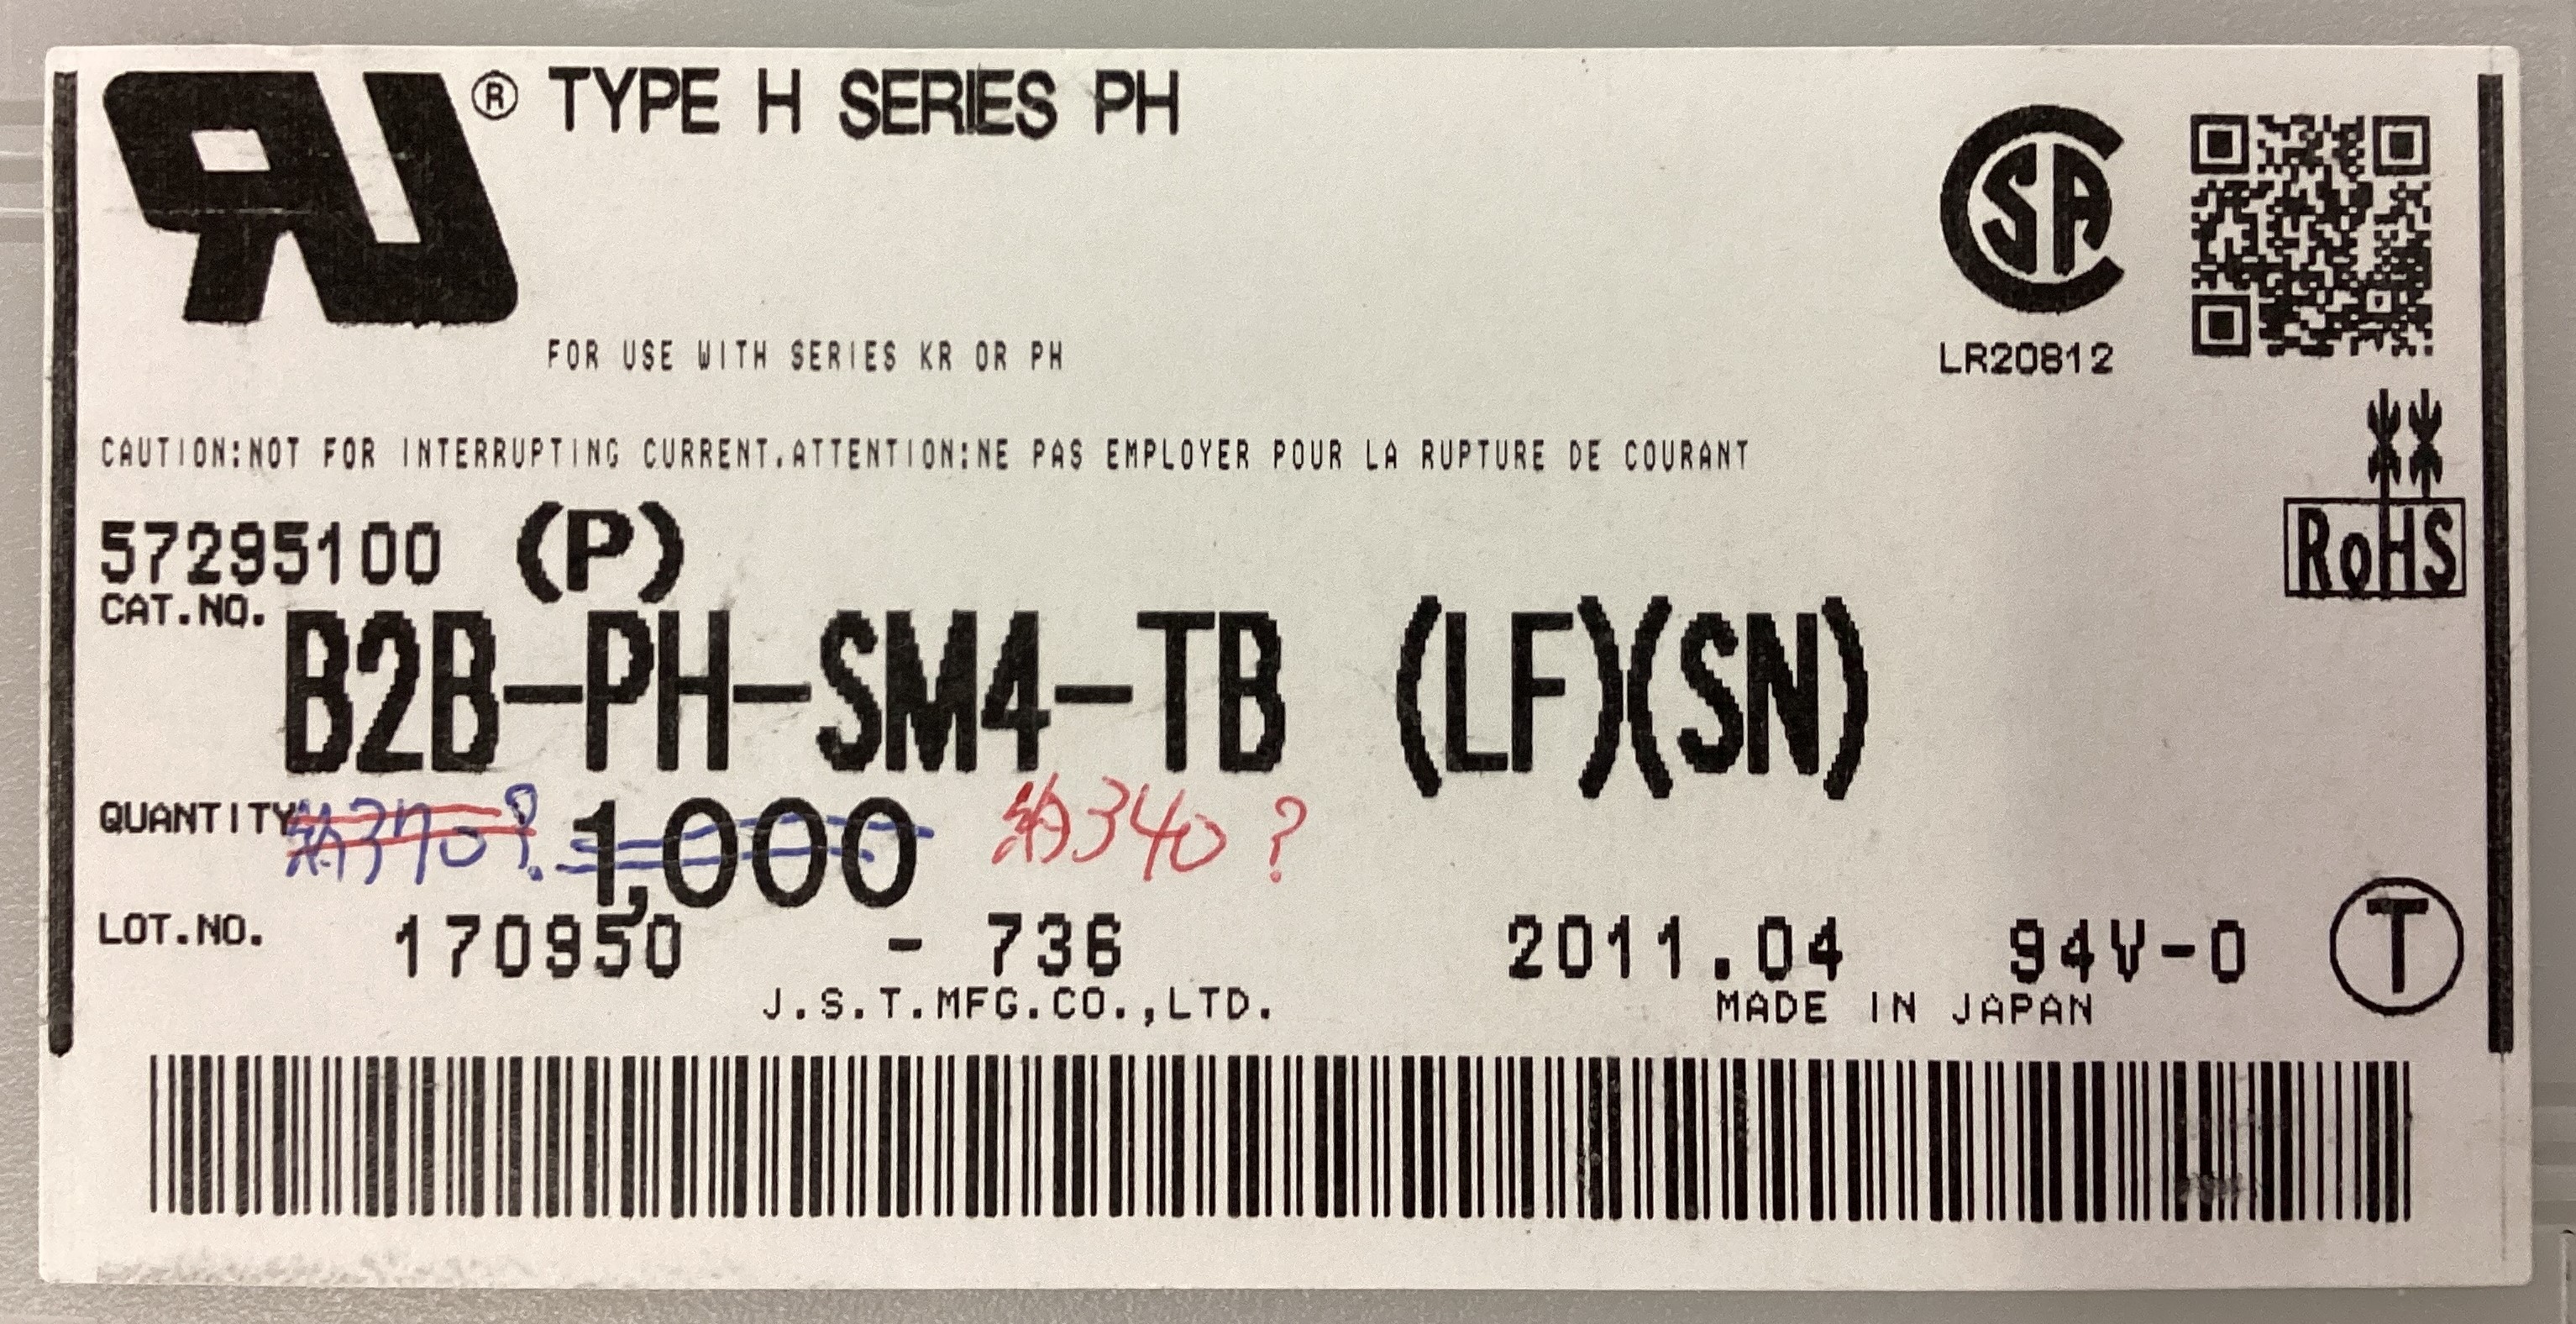 ® TYPE H SERIES PH
FOR USE WITH SERIES KR OR PH
LR20812
CAUTION:NOT FOR INTERRUPTING CURRENT.ATTENTION:NE PAS EMPLOYER POUR LA RUPTURE DE COURANT
RoHS
57295100 (P)
CAT.NO. B2B-PH-SM4-TB (LF)(SN)
QUANTITY 約370? 1,000 約340?
LOT.NO. 170950 - 736 2011.04 94V-0 T
J.S.T.MFG.CO.,LTD. MADE IN JAPAN